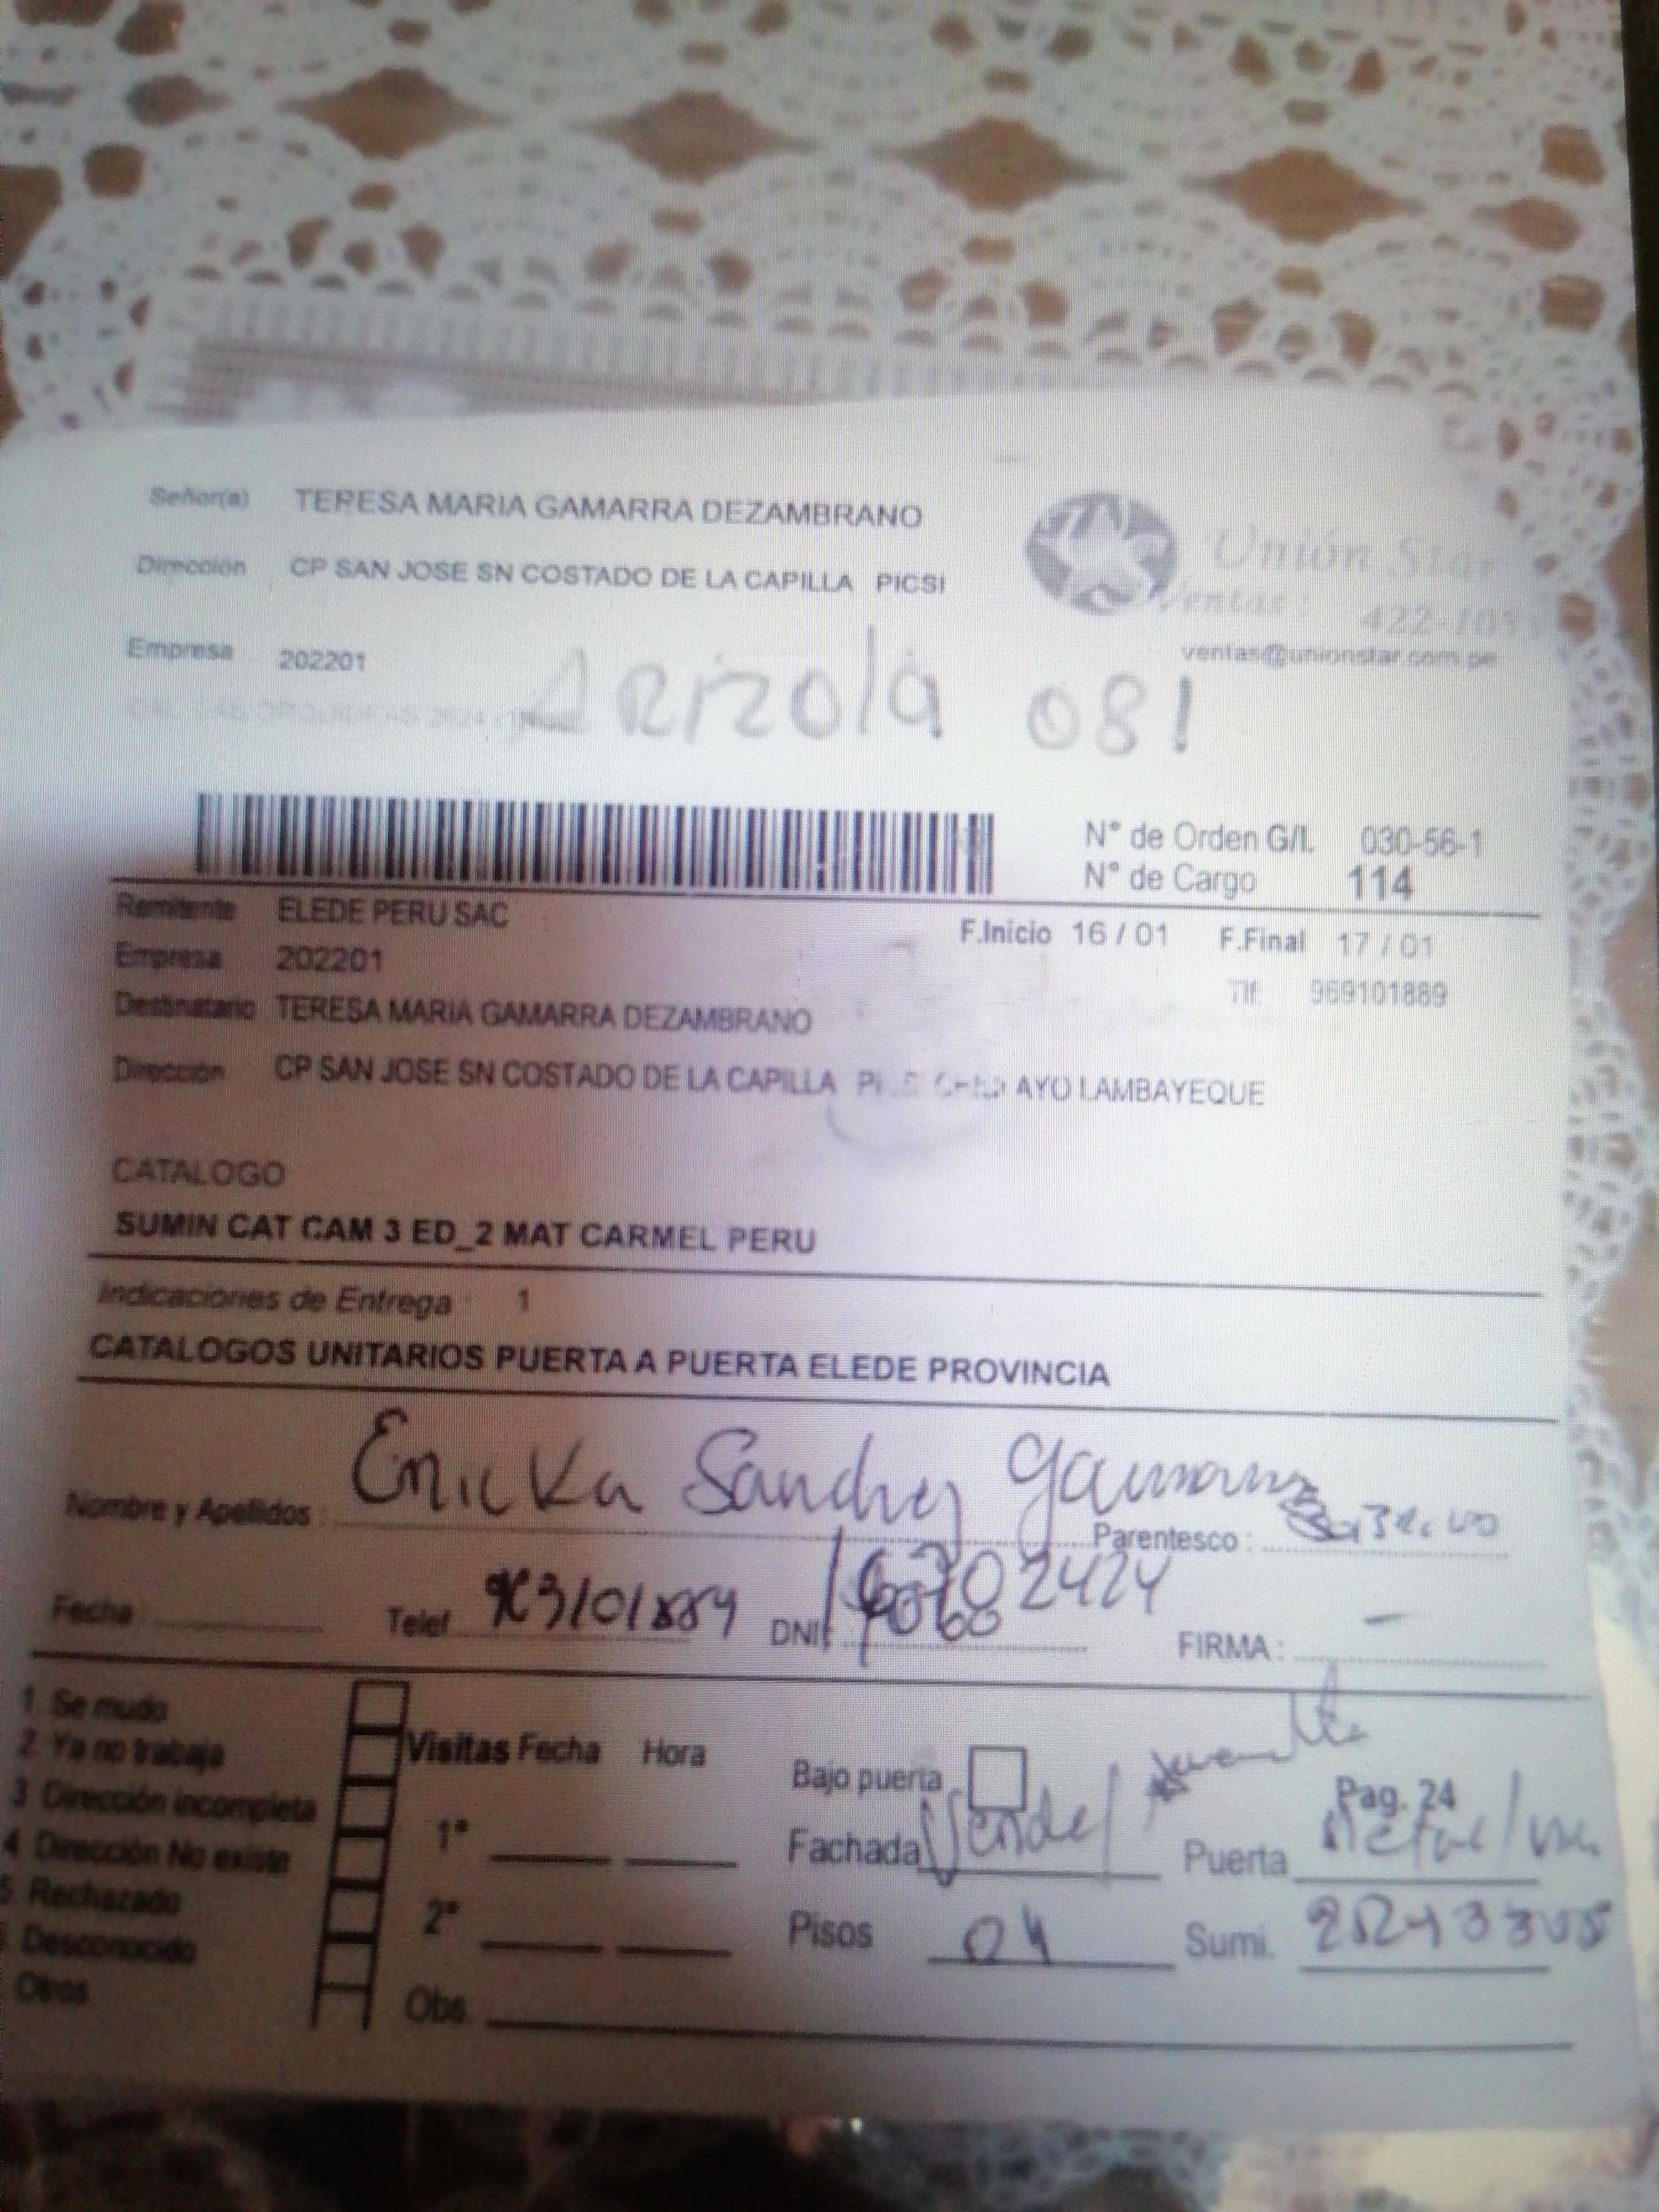 Señor(a) TERESA MARIA GAMARRA DEZAMBRANO
Unión Star
Dirección CP SAN JOSE SN COSTADO DE LA CAPILLA PICSI
Ventas: 422-105
ventas@unionstar.com.pe
Empresa 202201
Arizola 081
N° de Orden G/L 030-56-1
N° de Cargo 114
Remitente ELEDE PERU SAC
F.Inicio 16 / 01 F.Final 17 / 01
Empresa 202201
Tlf: 969101889
Destinatario TERESA MARIA GAMARRA DEZAMBRANO
Dirección CP SAN JOSE SN COSTADO DE LA CAPILLA AYO LAMBAYEQUE
CATALOGO
SUMIN CAT CAM 3 ED_2 MAT CARMEL PERU
Indicaciones de Entrega : 1
CATALOGOS UNITARIOS PUERTA A PUERTA ELEDE PROVINCIA
Nombre y Apellidos : Ericka Sanchez Gamarra Parentesco :
Fecha Telef. DNI FIRMA :
1. Se mudo
2. Ya no trabaja
3. Dirección incompleta
4. Dirección No existe
5. Rechazado
Desconocido
Otros
Visitas Fecha Hora
1°
2°
Obs.
Bajo puerta
Pag. 24
Fachada Verde/ Puerta
Pisos 04 Sumi.